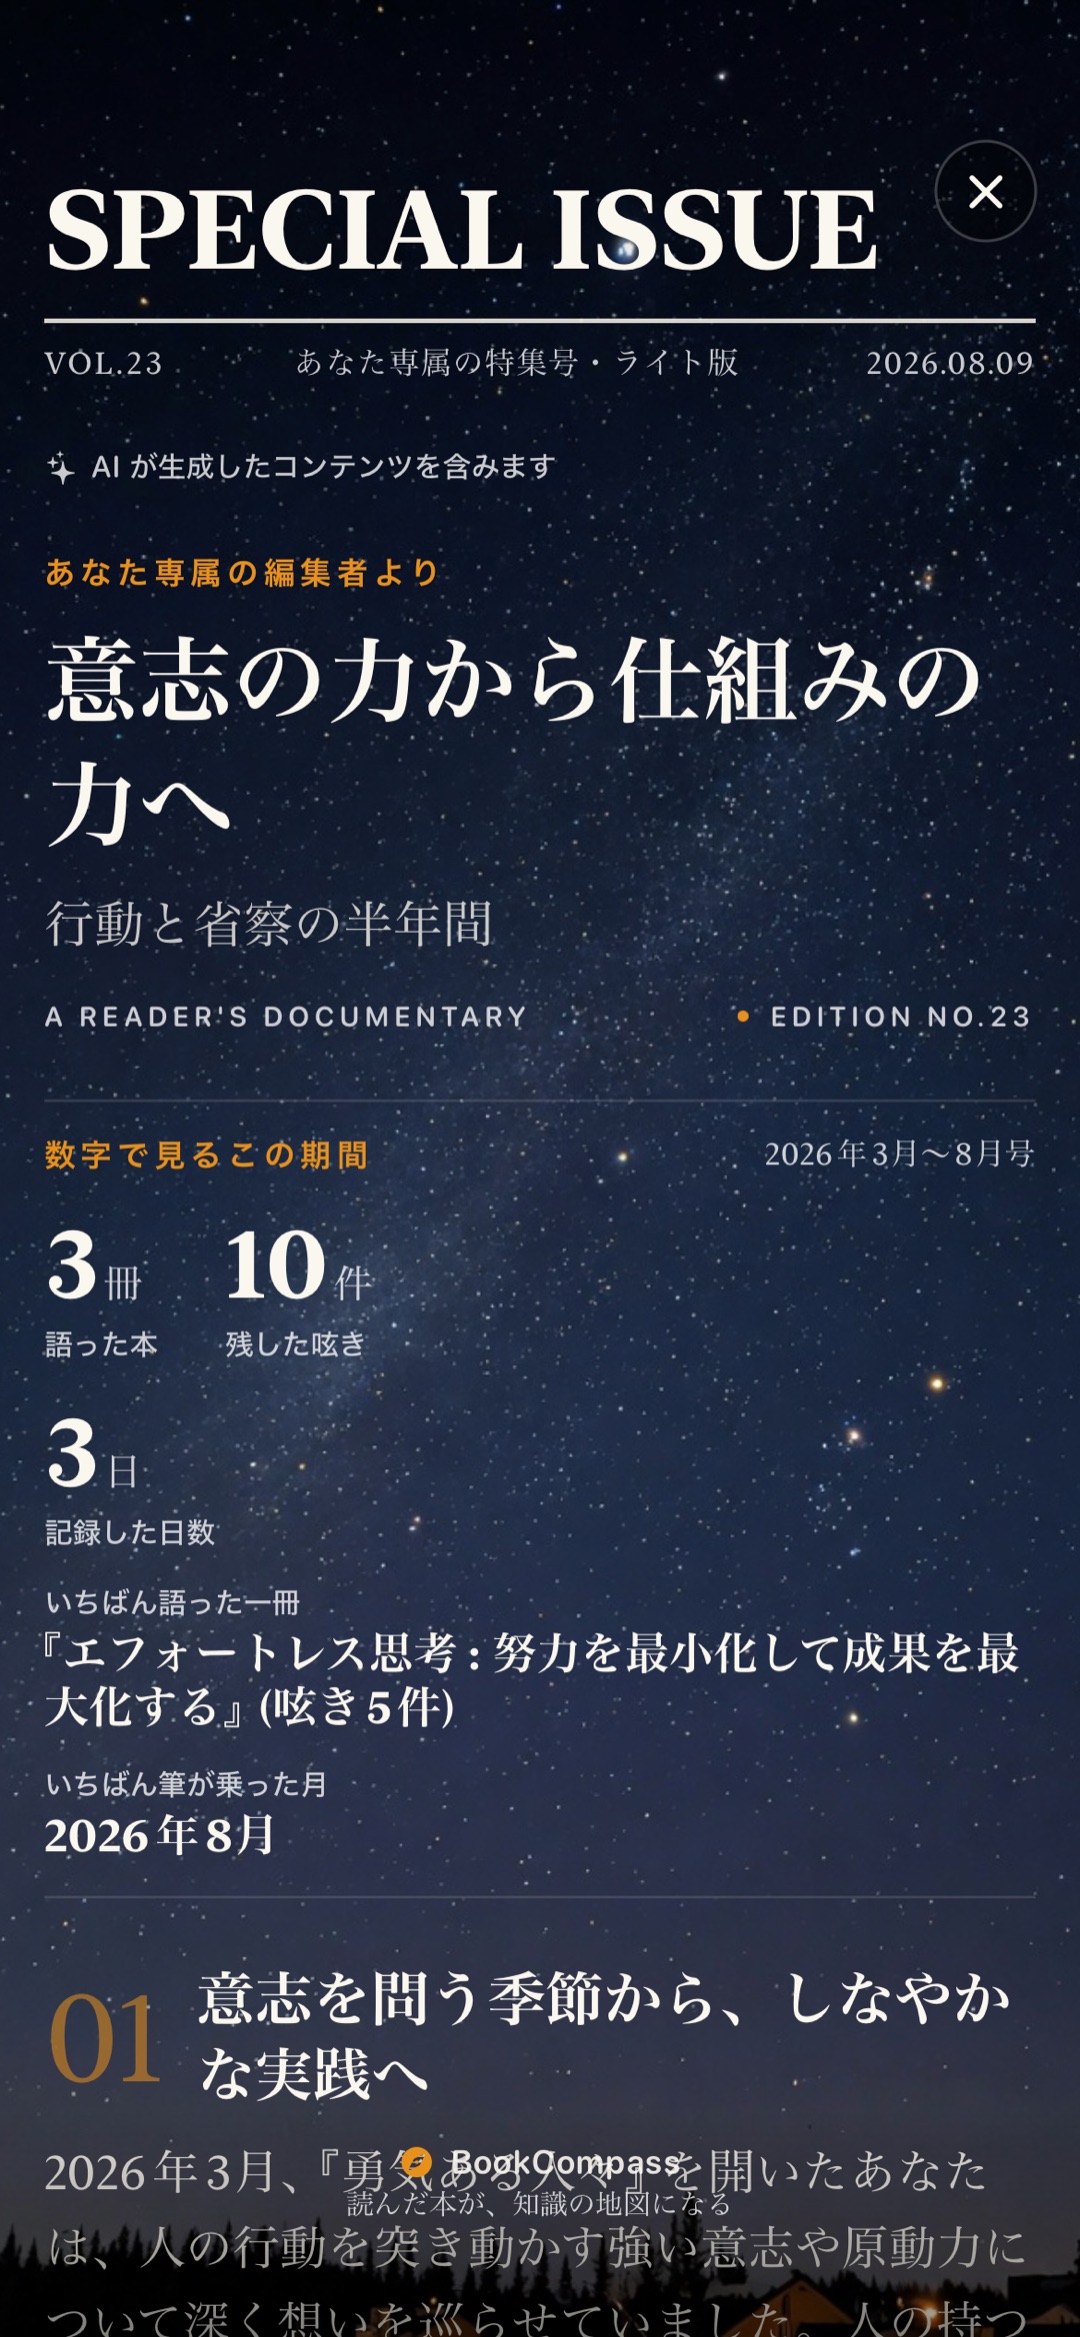 SPECIAL ISSUE
VOL.23 あなた専属の特集号・ライト版 2026.08.09
AI が生成したコンテンツを含みます
あなた専属の編集者より
意志の力から仕組みの
力へ
行動と省察の半年間
A READER'S DOCUMENTARY • EDITION NO.23
数字で見るこの期間 2026年3月〜8月号
3冊 10件
語った本 残した呟き
3日
記録した日数
いちばん語った一冊
『エフォートレス思考 : 努力を最小化して成果を最
大化する』(呟き5件)
いちばん筆が乗った月
2026年8月
01 意志を問う季節から、しなやか
な実践へ
2026年3月、『勇気ある人々』を開いたあなた
BookCompass
読んだ本が、知識の地図になる
は、人の行動を突き動かす強い意志や原動力に
ついて深く想いを巡らせていました。人の持つ